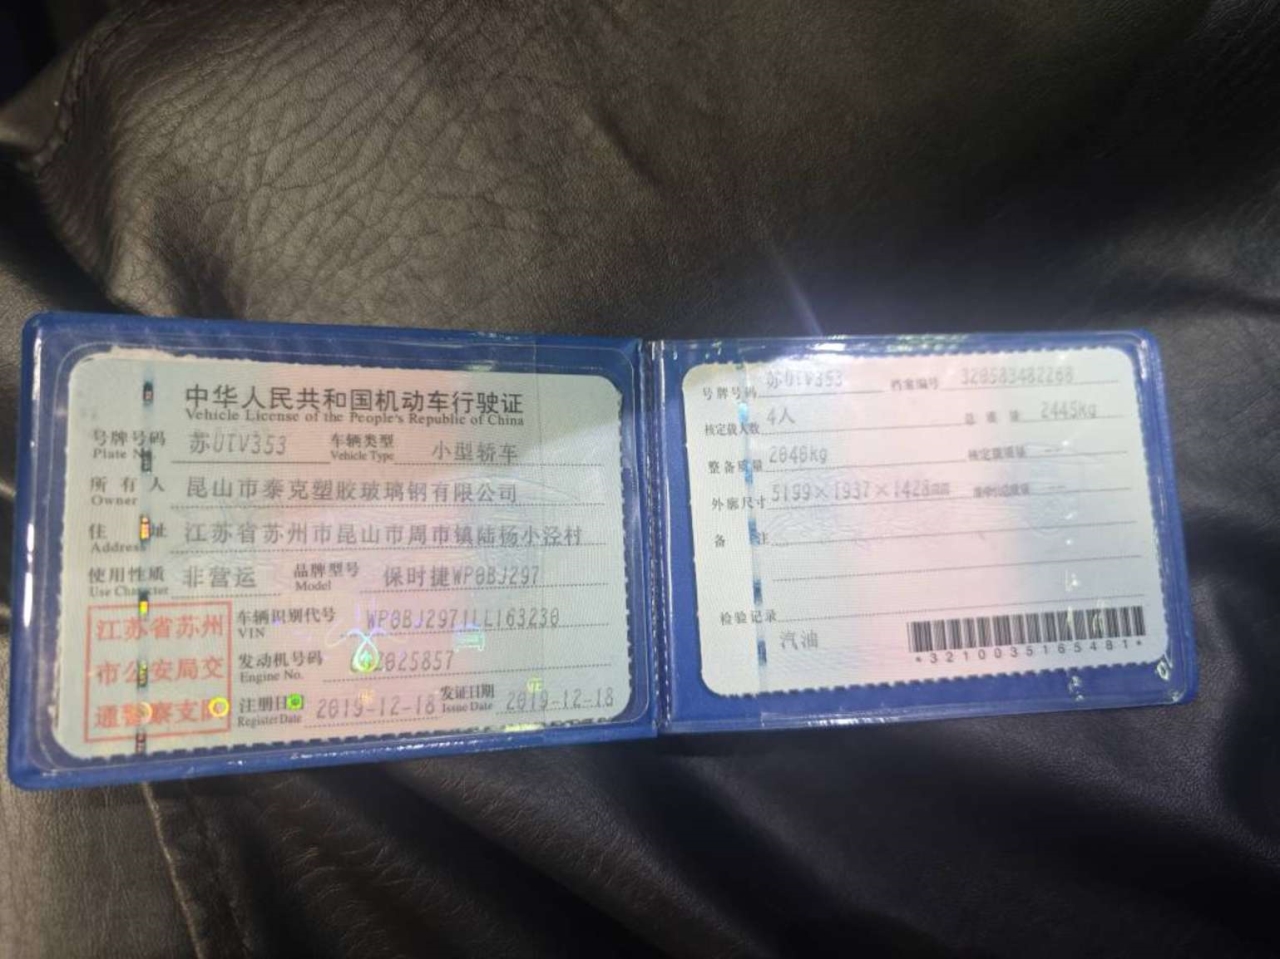 中华人民共和国机动车行驶证
Vehicle License of the People's Republic of China
号牌号码 苏U1V353 车辆类型 小型轿车
Plate No. Vehicle Type
所有人 昆山市泰克塑胶玻璃钢有限公司
Owner
住址 江苏省苏州市昆山市周市镇陆杨小泾村
Address
使用性质 非营运 品牌型号 保时捷WP0BJ297
Use Character Model
江苏省苏州
市公安局交
通警察支队
车辆识别代号 WP0BJ2971LL163230
VIN
发动机号码
Engine No.
注册日期 2019-12-18 发证日期 2019-12-18
Register Date Issue Date
号牌号码 苏U1V353 档案编号 320583482268
核定载人数 4人 总质量 2445kg
整备质量 2040kg 核定载质量 --
外廓尺寸 5199×1937×1428mm --
备注
检验记录
汽油
*3210035165481*